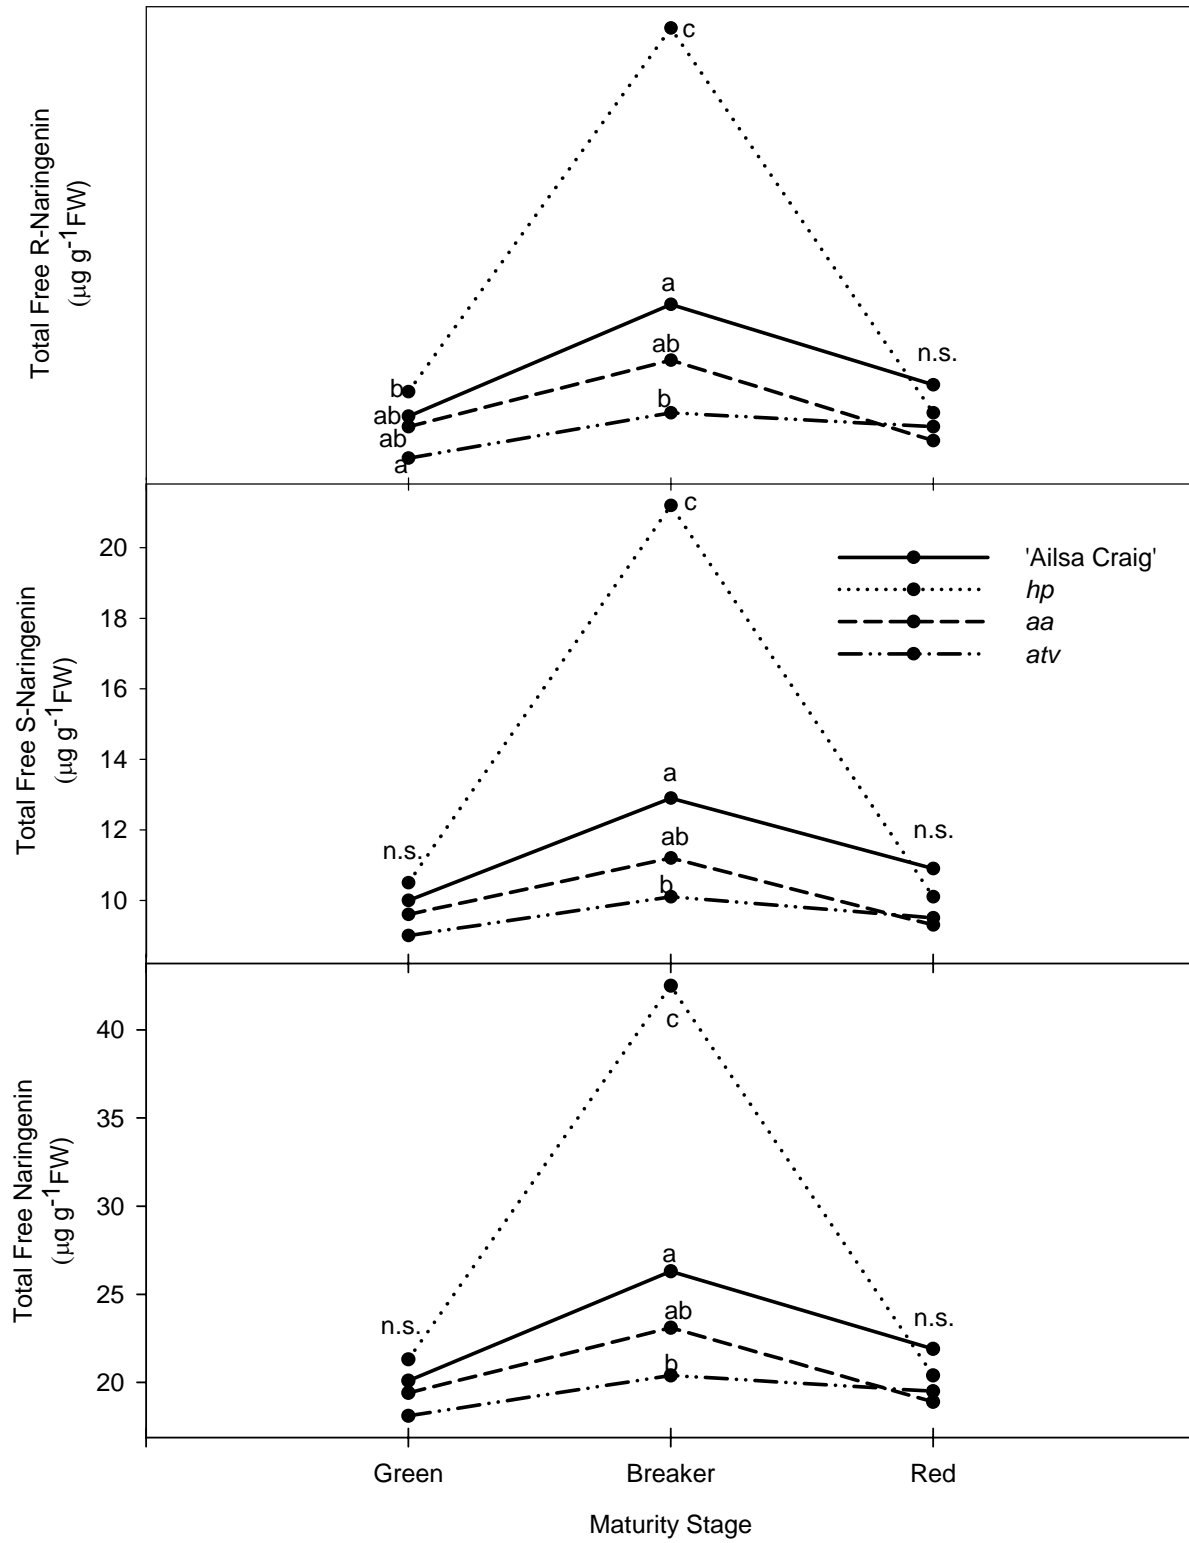 Total Free R-Naringenin
(μg g-1FW)
c
a
ab
b
n.s.
b
ab
ab
a
Total Free S-Naringenin
(μg g-1FW)
20
18
16
14
12
10
c
'Ailsa Craig'
hp
aa
atv
a
ab
b
n.s.
n.s.
Total Free Naringenin
(μg g-1FW)
40
35
30
25
20
c
a
ab
b
n.s.
n.s.
Green Breaker Red
Maturity Stage